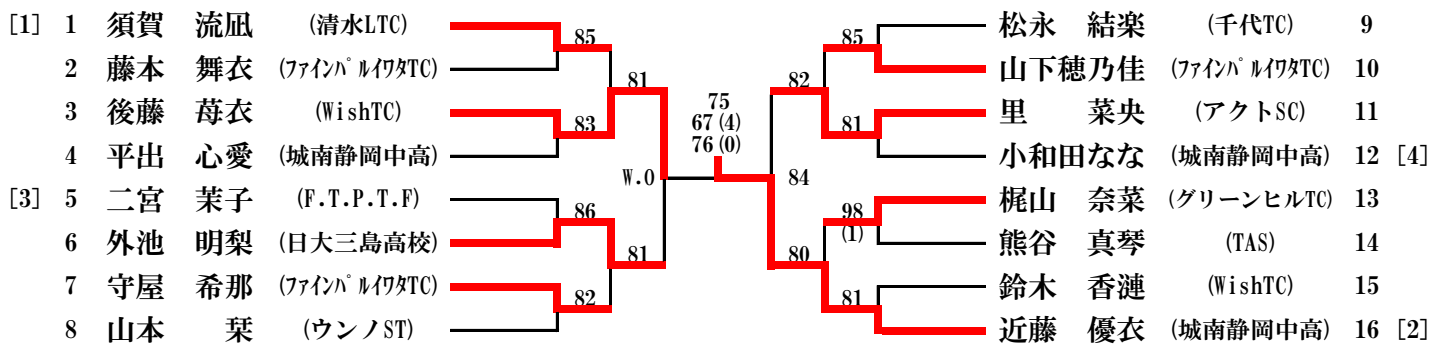 [1] 1 須賀 流凪 (清水LTC)
2 藤本 舞衣 (ファインパルイワタTC)
3 後藤 苺衣 (WishTC)
4 平出 心愛 (城南静岡中高)
[3] 5 二宮 茉子 (F.T.P.T.F)
6 外池 明梨 (日大三島高校)
7 守屋 希那 (ファインパルイワタTC)
8 山本 栞 (ウンノST)
85
83
86
82
81
81
W.O
75
67(4)
76(0)
84
82
80
85
81
98
(1)
81
松永 結楽 (千代TC) 9
山下穂乃佳 (ファインパルイワタTC) 10
里 菜央 (アクトSC) 11
小和田なな (城南静岡中高) 12 [4]
梶山 奈菜 (グリーンヒルTC) 13
熊谷 真琴 (TAS) 14
鈴木 香漣 (WishTC) 15
近藤 優衣 (城南静岡中高) 16 [2]